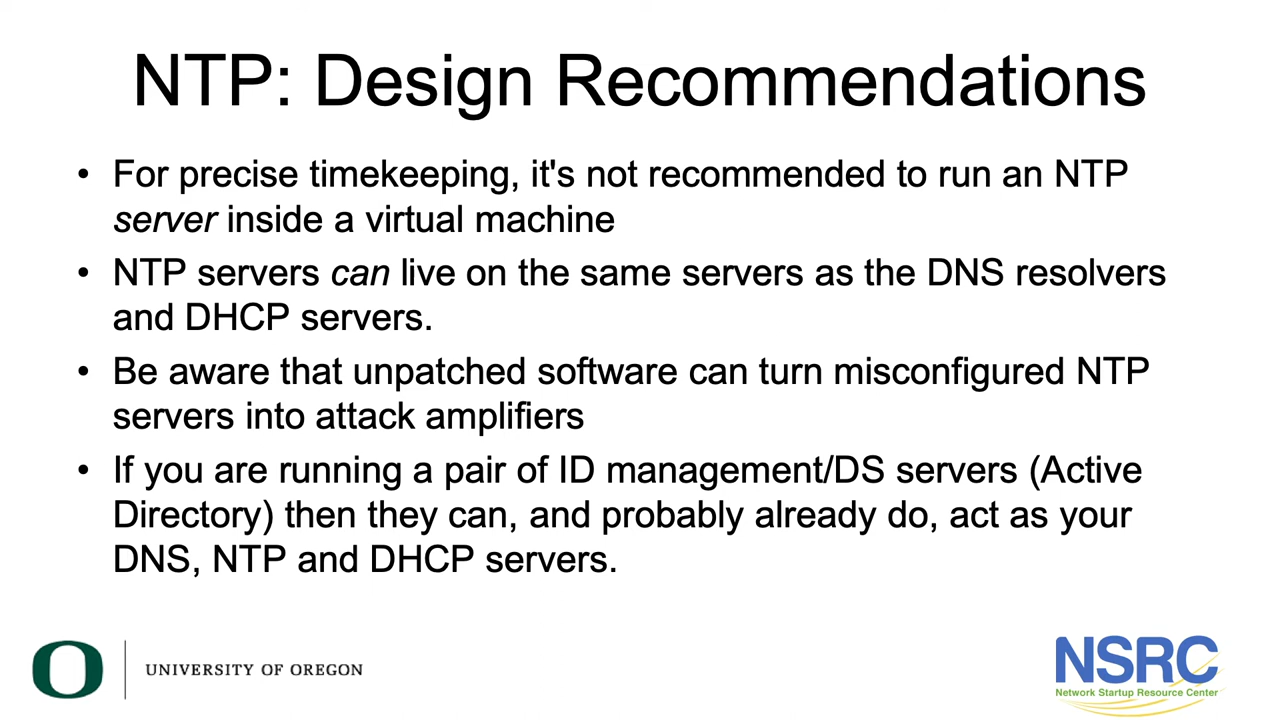 NTP: Design Recommendations
• For precise timekeeping, it's not recommended to run an NTP
server inside a virtual machine
• NTP servers can live on the same servers as the DNS resolvers
and DHCP servers.
• Be aware that unpatched software can turn misconfigured NTP
servers into attack amplifiers
• If you are running a pair of ID management/DS servers (Active
Directory) then they can, and probably already do, act as your
DNS, NTP and DHCP servers.
O
UNIVERSITY OF OREGON
NSRC
Network Startup Resource Center